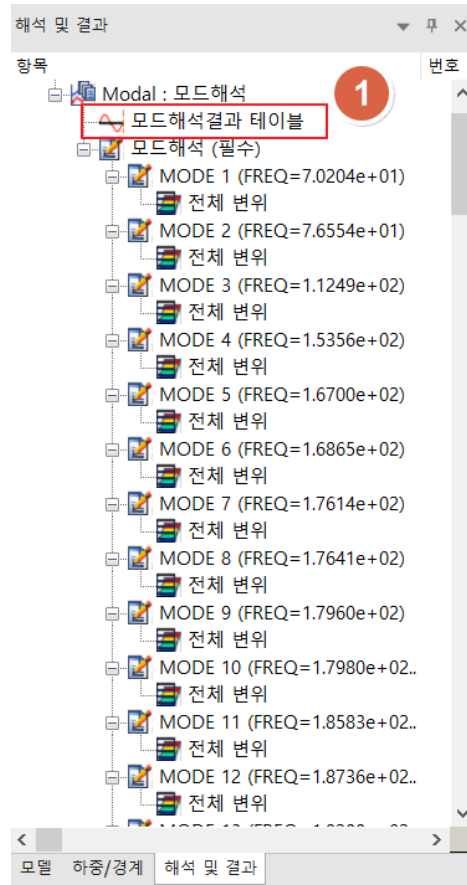 해석 및 결과
항목 번호
Modal : 모드해석
1
모드해석결과 테이블
모드해석 (필수)
MODE 1 (FREQ=7.0204e+01)
전체 변위
MODE 2 (FREQ=7.6554e+01)
전체 변위
MODE 3 (FREQ=1.1249e+02)
전체 변위
MODE 4 (FREQ=1.5356e+02)
전체 변위
MODE 5 (FREQ=1.6700e+02)
전체 변위
MODE 6 (FREQ=1.6865e+02)
전체 변위
MODE 7 (FREQ=1.7614e+02)
전체 변위
MODE 8 (FREQ=1.7641e+02)
전체 변위
MODE 9 (FREQ=1.7960e+02)
전체 변위
MODE 10 (FREQ=1.7980e+02..
전체 변위
MODE 11 (FREQ=1.8583e+02..
전체 변위
MODE 12 (FREQ=1.8736e+02..
전체 변위
모델 하중/경계 해석 및 결과